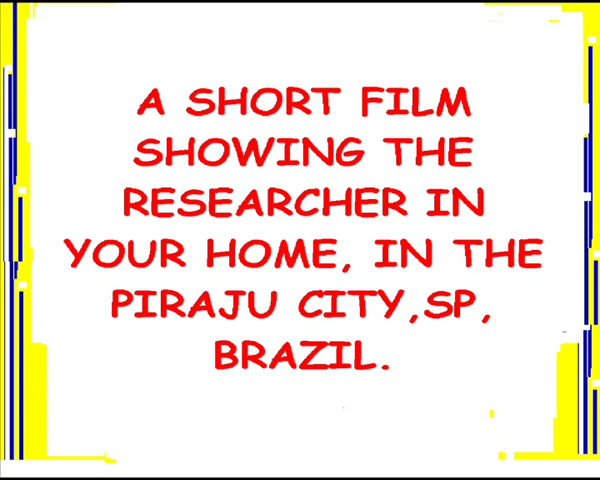 A SHORT FILM
SHOWING THE
RESEARCHER IN
YOUR HOME, IN THE
PIRAJU CITY,SP,
BRAZIL.